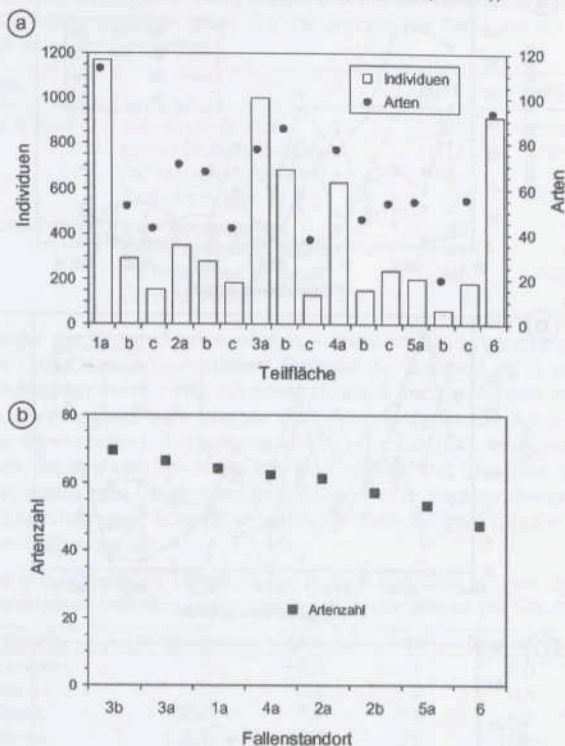 a
1200
1000
800
600
400
200
0
Individuen
120
100
80
60
40
20
0
Arten
Individuen
Arten
1a b c 2a b c 3a b c 4a b c 5a b c 6
Teilfläche
b
80
60
40
20
0
Artenzahl
Artenzahl
3b 3a 1a 4a 2a 2b 5a 6
Fallenstandort